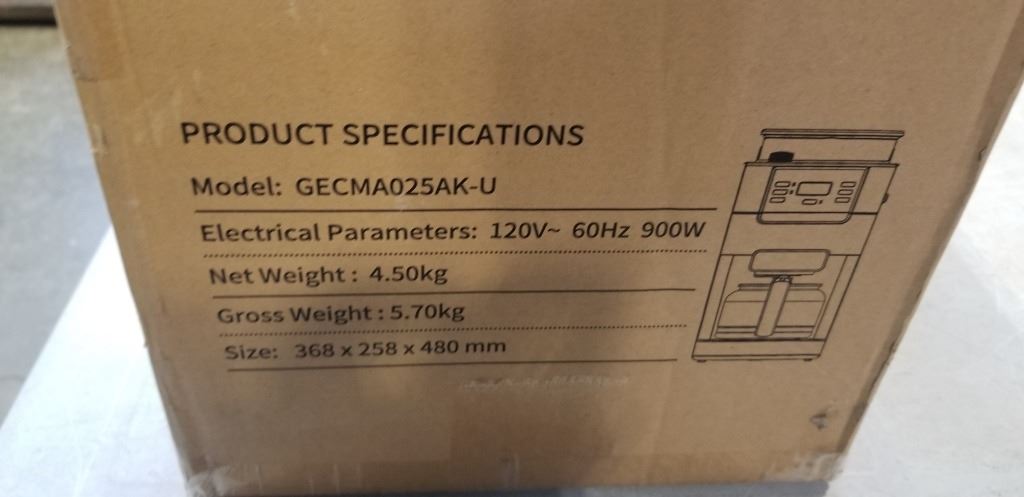 PRODUCT SPECIFICATIONS
Model: GECMA025AK-U
Electrical Parameters: 120V~ 60Hz 900W
Net Weight : 4.50kg
Gross Weight : 5.70kg
Size: 368 x 258 x 480 mm